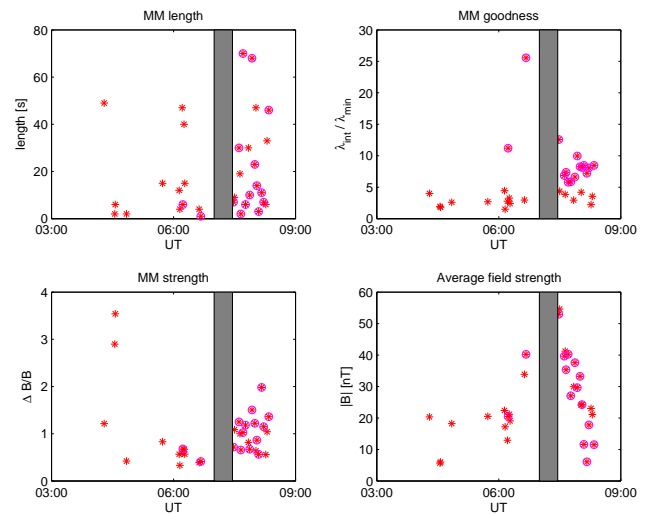 MM length
80
60
40
20
0
length [s]
03:00 06:00 09:00
UT
MM goodness
30
25
20
15
10
5
0
λint / λmin
03:00 06:00 09:00
UT
MM strength
4
3
2
1
0
Δ B/B
03:00 06:00 09:00
UT
Average field strength
60
50
40
30
20
10
0
|B| [nT]
03:00 06:00 09:00
UT